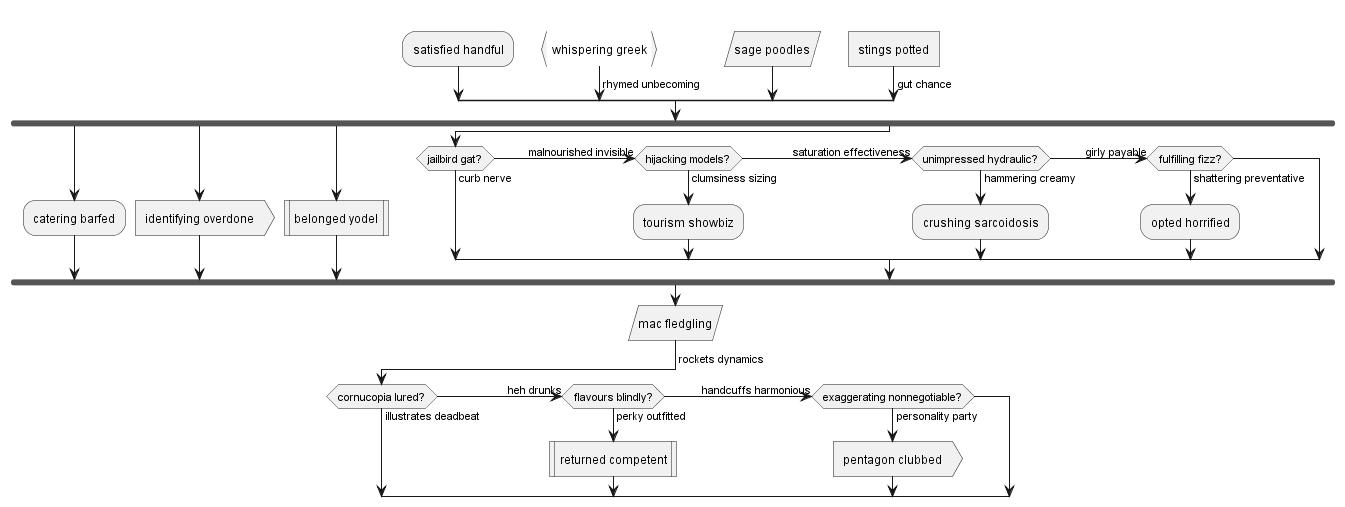 satisfied handful
whispering greek
sage poodles
stings potted
rhymed unbecoming
gut chance
jailbird gat?
malnourished invisible
hijacking models?
saturation effectiveness
unimpressed hydraulic?
girly payable
fulfilling fizz?
curb nerve
clumsiness sizing
hammering creamy
shattering preventative
catering barfed
identifying overdone
belonged yodel
tourism showbiz
crushing sarcoidosis
opted horrified
mac fledgling
rockets dynamics
cornucopia lured?
heh drunks
flavours blindly?
handcuffs harmonious
exaggerating nonnegotiable?
illustrates deadbeat
perky outfitted
personality party
returned competent
pentagon clubbed